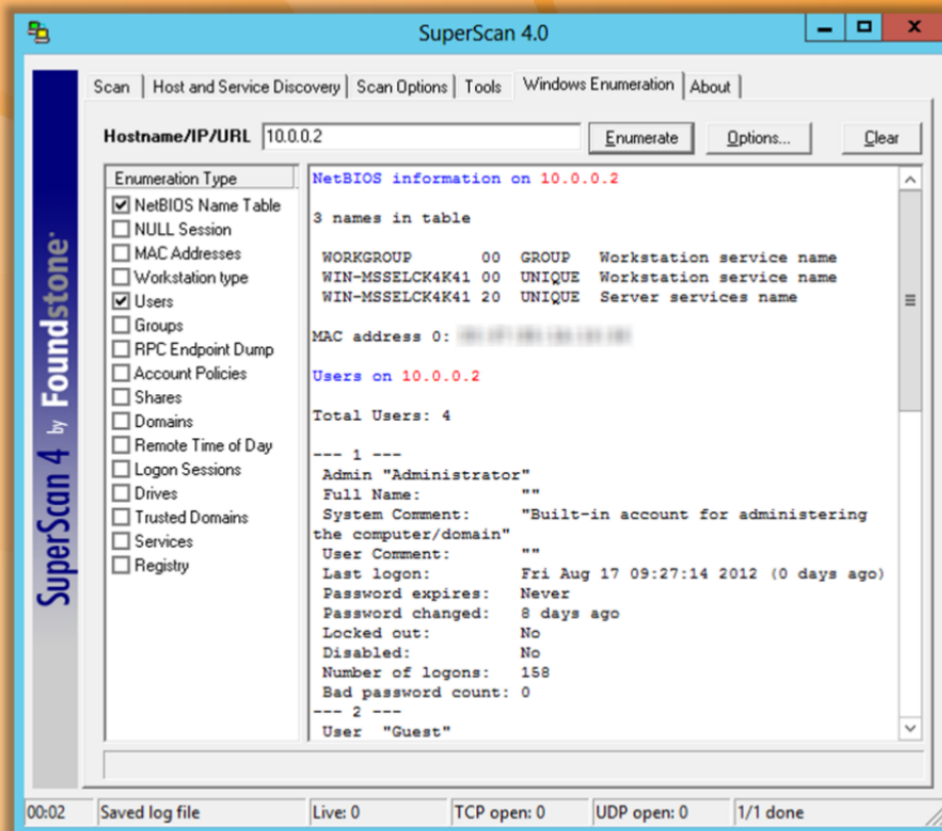 SuperScan 4.0
Scan
Host and Service Discovery
Scan Options
Tools
Windows Enumeration
About
Hostname/IP/URL 10.0.0.2 Enumerate Options... Clear
Enumeration Type
NetBIOS Name Table
NULL Session
MAC Addresses
Workstation type
Users
Groups
RPC Endpoint Dump
Account Policies
Shares
Domains
Remote Time of Day
Logon Sessions
Drives
Trusted Domains
Services
Registry
NetBIOS information on 10.0.0.2
3 names in table
WORKGROUP 00 GROUP Workstation service name
WIN-MSSELCK4K41 00 UNIQUE Workstation service name
WIN-MSSELCK4K41 20 UNIQUE Server services name
MAC address 0:
Users on 10.0.0.2
Total Users: 4
--- 1 ---
Admin "Administrator"
Full Name: ""
System Comment: "Built-in account for administering
the computer/domain"
User Comment: ""
Last logon: Fri Aug 17 09:27:14 2012 (0 days ago)
Password expires: Never
Password changed: 8 days ago
Locked out: No
Disabled: No
Number of logons: 158
Bad password count: 0
--- 2 ---
User "Guest"
SuperScan 4 by Foundstone
00:02 Saved log file Live: 0 TCP open: 0 UDP open: 0 1/1 done